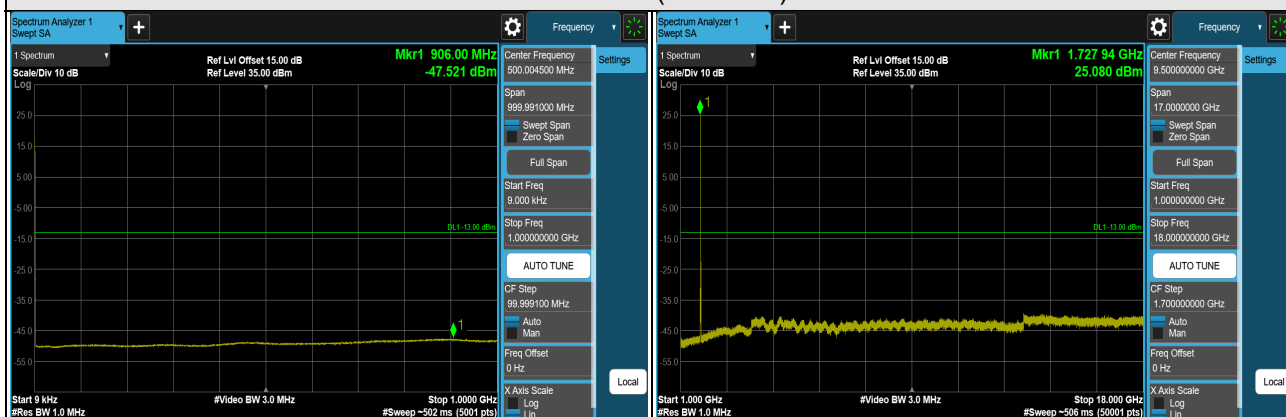 Spectrum Analyzer 1
Swept SA
Frequency
1 Spectrum
Scale/Div 10 dB
Log
Ref Lvl Offset 15.00 dB
Ref Level 35.00 dBm
Mkr1 906.00 MHz
-47.521 dBm
1
25.0
15.0
5.00
-5.00
-15.0
-25.0
-35.0
-45.0
-55.0
DL1 -13.00 dBm
Start 9 kHz
#Res BW 1.0 MHz
#Video BW 3.0 MHz
Stop 1.0000 GHz
#Sweep ~502 ms (5001 pts)
Center Frequency
500.004500 MHz
Span
999.991000 MHz
Swept Span
Zero Span
Full Span
Start Freq
9.000 kHz
Stop Freq
1.000000000 GHz
AUTO TUNE
CF Step
99.999100 MHz
Auto
Man
Freq Offset
0 Hz
X Axis Scale
Log
Lin
Settings
Local
Spectrum Analyzer 1
Swept SA
Frequency
1 Spectrum
Scale/Div 10 dB
Log
Ref Lvl Offset 15.00 dB
Ref Level 35.00 dBm
Mkr1 1.727 94 GHz
25.080 dBm
1
25.0
15.0
5.00
-5.00
-15.0
-25.0
-35.0
-45.0
-55.0
DL1 -13.00 dBm
Start 1.000 GHz
#Res BW 1.0 MHz
#Video BW 3.0 MHz
Stop 18.000 GHz
#Sweep ~506 ms (50001 pts)
Center Frequency
9.500000000 GHz
Span
17.0000000 GHz
Swept Span
Zero Span
Full Span
Start Freq
1.000000000 GHz
Stop Freq
18.000000000 GHz
AUTO TUNE
CF Step
1.700000000 GHz
Auto
Man
Freq Offset
0 Hz
X Axis Scale
Log
Lin
Settings
Local